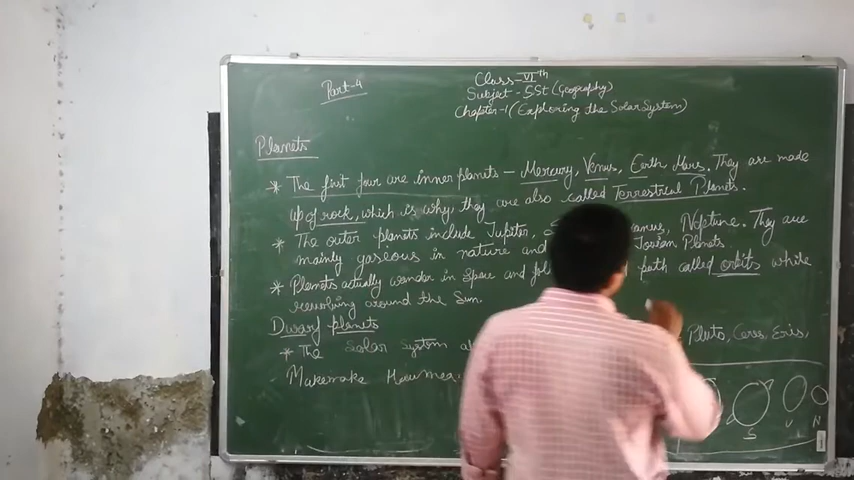 Part-4
Class-VIth
Subject - SSt (Geography)
Chapter-1 (Exploring the Solar System)
Planets
* The first four are inner planets - Mercury, Venus, Earth, Mars. They are made
up of rock, which is why they are also called Terrestrial Planets.
* The outer planets include Jupiter, Neptune. They are
mainly gaseous in nature and Jovian Planets.
* Planets actually wander in Space and path called orbits while
revolving around the Sun.
Dwarf planets
* The Solar System Pluto, Ceres, Eris,
Makemake
S U N